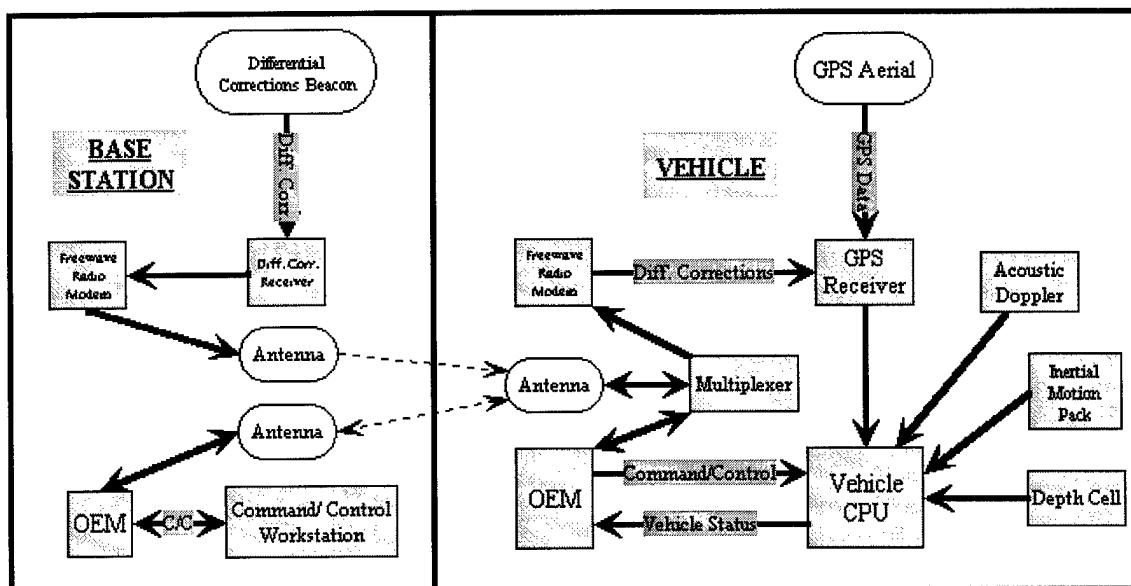 Differential
Corrections Beacon
BASE
STATION
Diff. Corr.
Freewave
Radio
Modem
Diff. Corr.
Receiver
Antenna
Antenna
OEM
C/C
Command/ Control
Workstation
GPS Aerial
VEHICLE
GPS Data
Freewave
Radio
Modem
Diff. Corrections
GPS
Receiver
Acoustic
Doppler
Antenna
Multiplexer
Inertial
Motion
Pack
OEM
Command/Control
Vehicle Status
Vehicle
CPU
Depth Cell